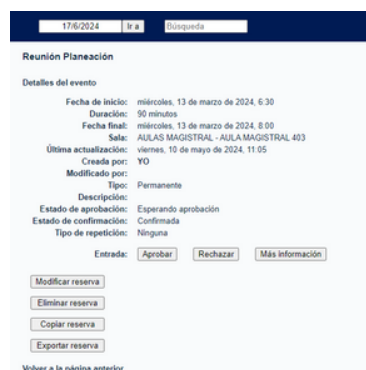 17/6/2024 Ir a Búsqueda
Reunión Planeación
Detalles del evento
Fecha de inicio: miércoles, 13 de marzo de 2024, 6:30
Duración: 90 minutos
Fecha final: miércoles, 13 de marzo de 2024, 8:00
Sala: AULAS MAGISTRAL - AULA MAGISTRAL 403
Última actualización: viernes, 10 de mayo de 2024, 11:05
Creada por: YO
Modificado por:
Tipo: Permanente
Descripción:
Estado de aprobación: Esperando aprobación
Estado de confirmación: Confirmada
Tipo de repetición: Ninguna
Entrada: Aprobar Rechazar Más información
Modificar reserva
Eliminar reserva
Copiar reserva
Exportar reserva
Volver a la página anterior